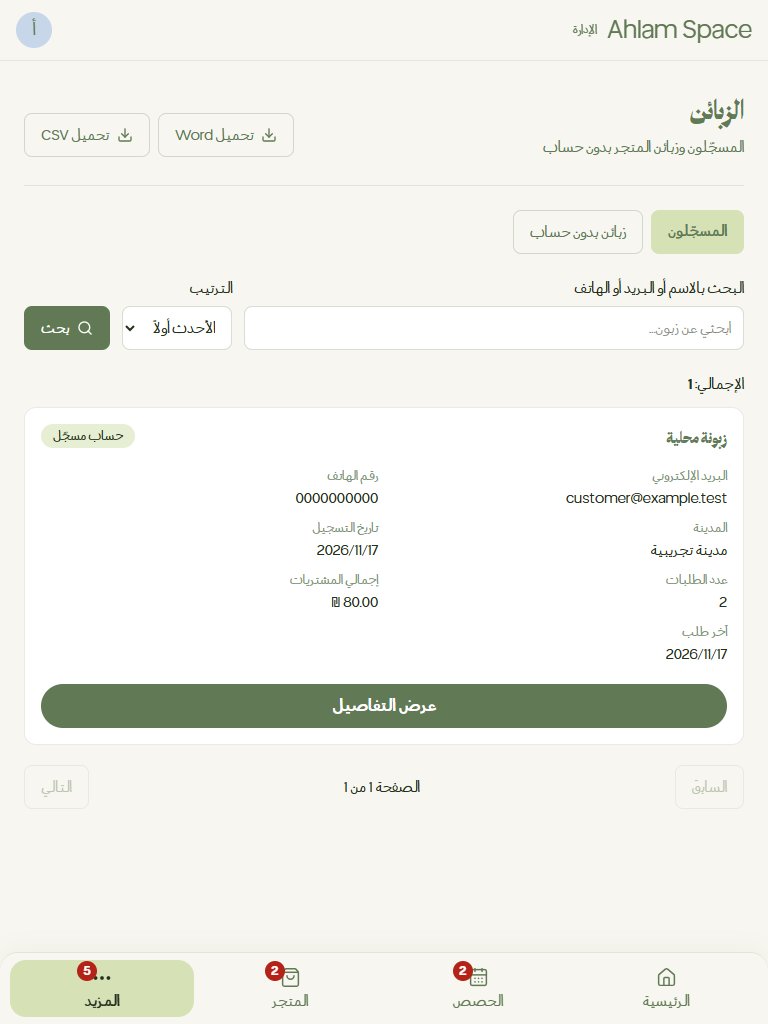 Ahlam Space الإدارة
أ
الزبائن
المسجّلون وزبائن المتجر بدون حساب
تحميل Word
تحميل CSV
المسجّلون
زبائن بدون حساب
البحث بالاسم أو البريد أو الهاتف
الترتيب
ابحثي عن زبون...
الأحدث أولاً
بحث
الإجمالي: 1
زبونة محلية
حساب مسجّل
البريد الإلكتروني
customer@example.test
رقم الهاتف
0000000000
المدينة
مدينة تجريبية
تاريخ التسجيل
2026/11/17
عدد الطلبات
2
إجمالي المشتريات
80.00 ₪
آخر طلب
2026/11/17
عرض التفاصيل
السابق
الصفحة 1 من 1
التالي
الرئيسية
2
الحصص
2
المتجر
5
المزيد